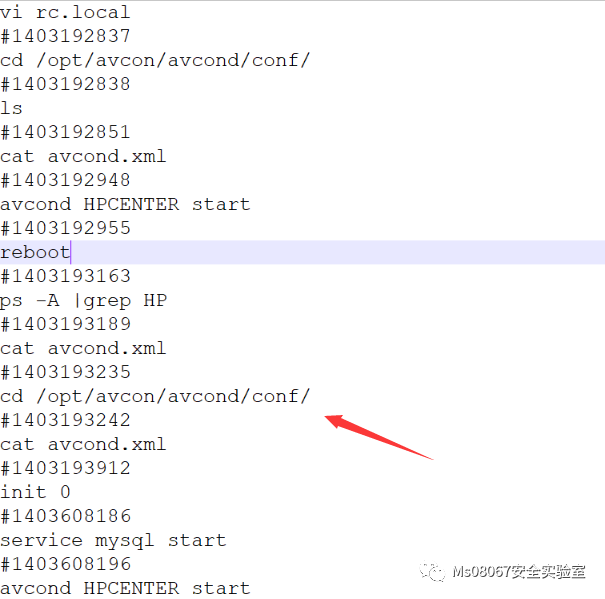 vi rc.local
#1403192837
cd /opt/avcon/avcond/conf/
#1403192838
ls
#1403192851
cat avcond.xml
#1403192948
avcond HPCENTER start
#1403192955
reboot
#1403193163
ps -A |grep HP
#1403193189
cat avcond.xml
#1403193235
cd /opt/avcon/avcond/conf/
#1403193242
cat avcond.xml
#1403193912
init 0
#1403608186
service mysql start
#1403608196
avcond HPCENTER start
Ms08067安全实验室